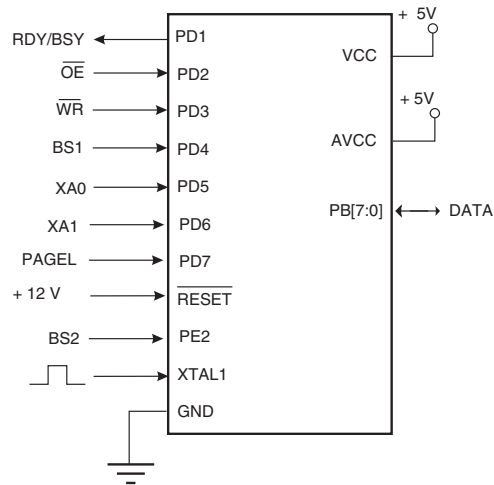 + 5V
RDY/BSY PD1
VCC
OE PD2
WR PD3
+ 5V
BS1 PD4
AVCC
XA0 PD5
PB[7:0] DATA
XA1 PD6
PAGEL PD7
+ 12 V RESET
BS2 PE2
XTAL1
GND